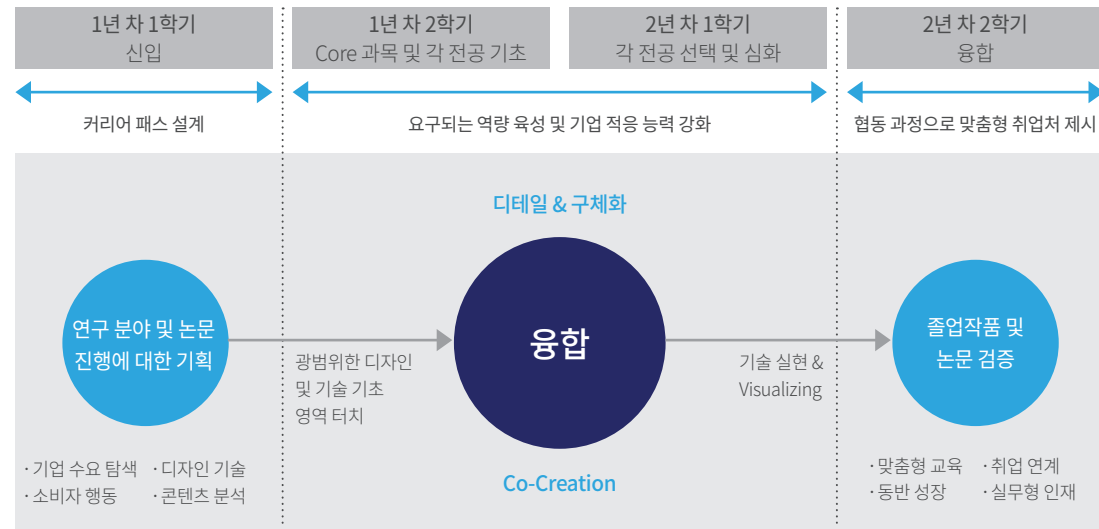 1년 차 1학기
신입
1년 차 2학기
Core 과목 및 각 전공 기초
2년 차 1학기
각 전공 선택 및 심화
2년 차 2학기
융합
커리어 패스 설계
요구되는 역량 육성 및 기업 적응 능력 강화
협동 과정으로 맞춤형 취업처 제시
디테일 & 구체화
연구 분야 및 논문
진행에 대한 기획
광범위한 디자인
및 기술 기초
영역 터치
융합
기술 실현 &
Visualizing
졸업작품 및
논문 검증
· 기업 수요 탐색 · 디자인 기술
· 소비자 행동 · 콘텐츠 분석
Co-Creation
· 맞춤형 교육 · 취업 연계
· 동반 성장 · 실무형 인재